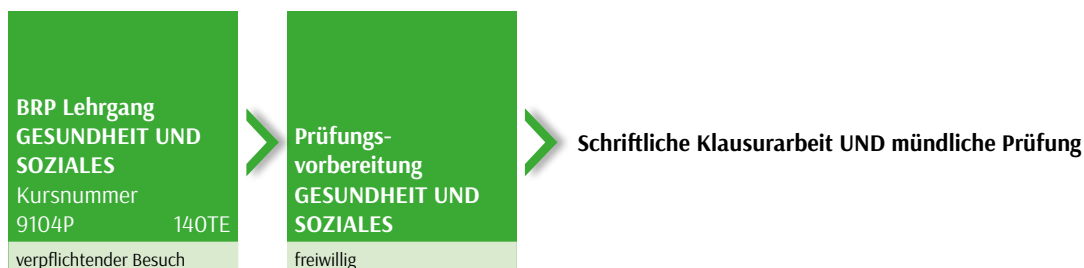 BRP Lehrgang
GESUNDHEIT UND
SOZIALES
Kursnummer
9104P 140TE
verpflichtender Besuch
Prüfungs-
vorbereitung
GESUNDHEIT UND
SOZIALES
freiwillig
Schriftliche Klausurarbeit UND mündliche Prüfung